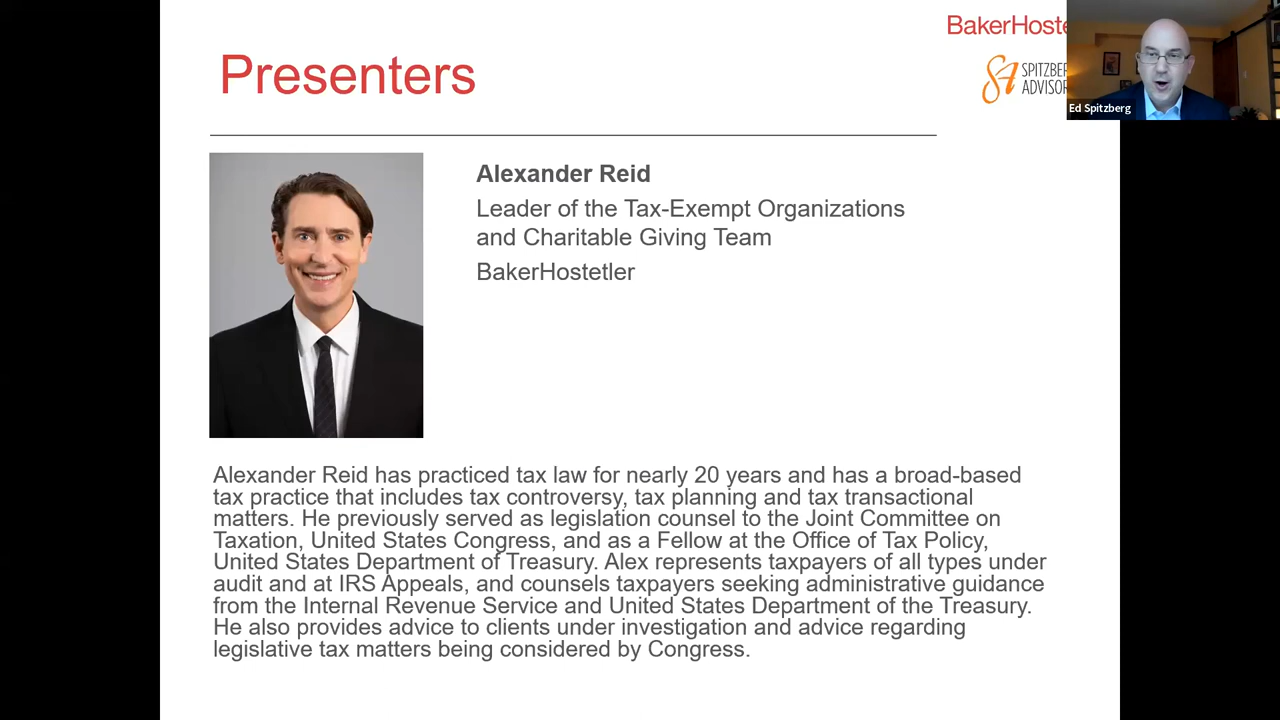 Presenters
BakerHoste
SPITZBER
ADVISOR
Ed Spitzberg
Alexander Reid
Leader of the Tax-Exempt Organizations
and Charitable Giving Team
BakerHostetler
Alexander Reid has practiced tax law for nearly 20 years and has a broad-based
tax practice that includes tax controversy, tax planning and tax transactional
matters. He previously served as legislation counsel to the Joint Committee on
Taxation, United States Congress, and as a Fellow at the Office of Tax Policy,
United States Department of Treasury. Alex represents taxpayers of all types under
audit and at IRS Appeals, and counsels taxpayers seeking administrative guidance
from the Internal Revenue Service and United States Department of the Treasury.
He also provides advice to clients under investigation and advice regarding
legislative tax matters being considered by Congress.